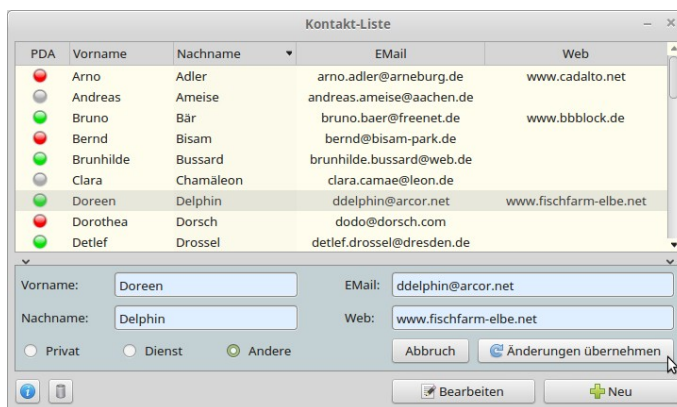 Kontakt-Liste
PDA Vorname Nachname EMail Web
Arno Adler arno.adler@arneburg.de www.cadalto.net
Andreas Ameise andreas.ameise@aachen.de
Bruno Bär bruno.baer@freenet.de www.bbblock.de
Bernd Bisam bernd@bisam-park.de
Brunhilde Bussard brunhilde.bussard@web.de
Clara Chamäleon clara.camae@leon.de
Doreen Delphin ddelphin@arcor.net www.fischfarm-elbe.net
Dorothea Dorsch dodo@dorsch.com
Detlef Drossel detlef.drossel@dresden.de
Vorname: Doreen EMail: ddelphin@arcor.net
Nachname: Delphin Web: www.fischfarm-elbe.net
Privat Dienst Andere Abbruch Änderungen übernehmen
Bearbeiten Neu